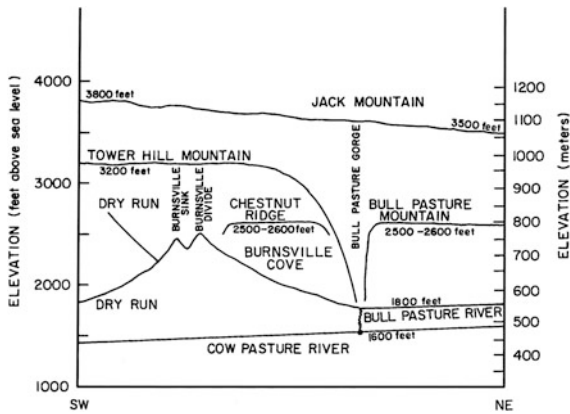 4000
3000
2000
1000
ELEVATION (feet above sea level)
3800 feet
JACK MOUNTAIN
3500 feet
TOWER HILL MOUNTAIN
3200 feet
DRY RUN
BURNSVILLE
SINK
BURNSVILLE
DIVIDE
CHESTNUT
RIDGE
2500-2600 feet
BURNSVILLE
COVE
BULL PASTURE GORGE
BULL PASTURE
MOUNTAIN
2500-2600 feet
DRY RUN
1800 feet
BULL PASTURE RIVER
1600 feet
COW PASTURE RIVER
1200
1100
1000
900
800
700
600
500
400
ELEVATION (meters)
SW
NE